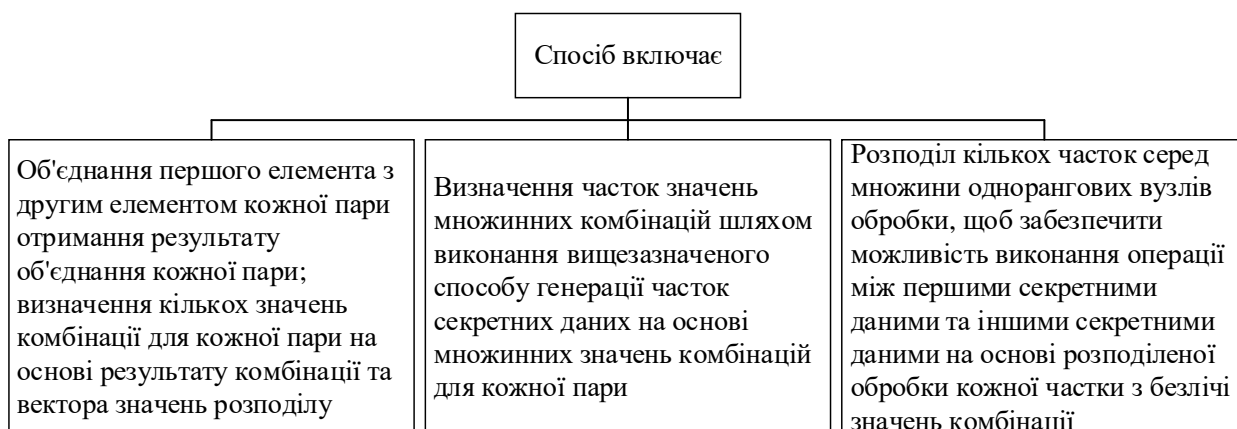 Спосіб включає
Об'єднання першого елемента з
другим елементом кожної пари
отримання результату
об'єднання кожної пари;
визначення кількох значень
комбінації для кожної пари на
основі результату комбінації та
вектора значень розподілу
Визначення часток значень
множинних комбінацій шляхом
виконання вищезазначеного
способу генерації часток
секретних даних на основі
множинних значень комбінацій
для кожної пари
Розподіл кількох часток серед
множини однорангових вузлів
обробки, щоб забезпечити
можливість виконання операції
між першими секретними
даними та іншими секретними
даними на основі розподіленої
обробки кожної частки з безлічі
значень комбінації